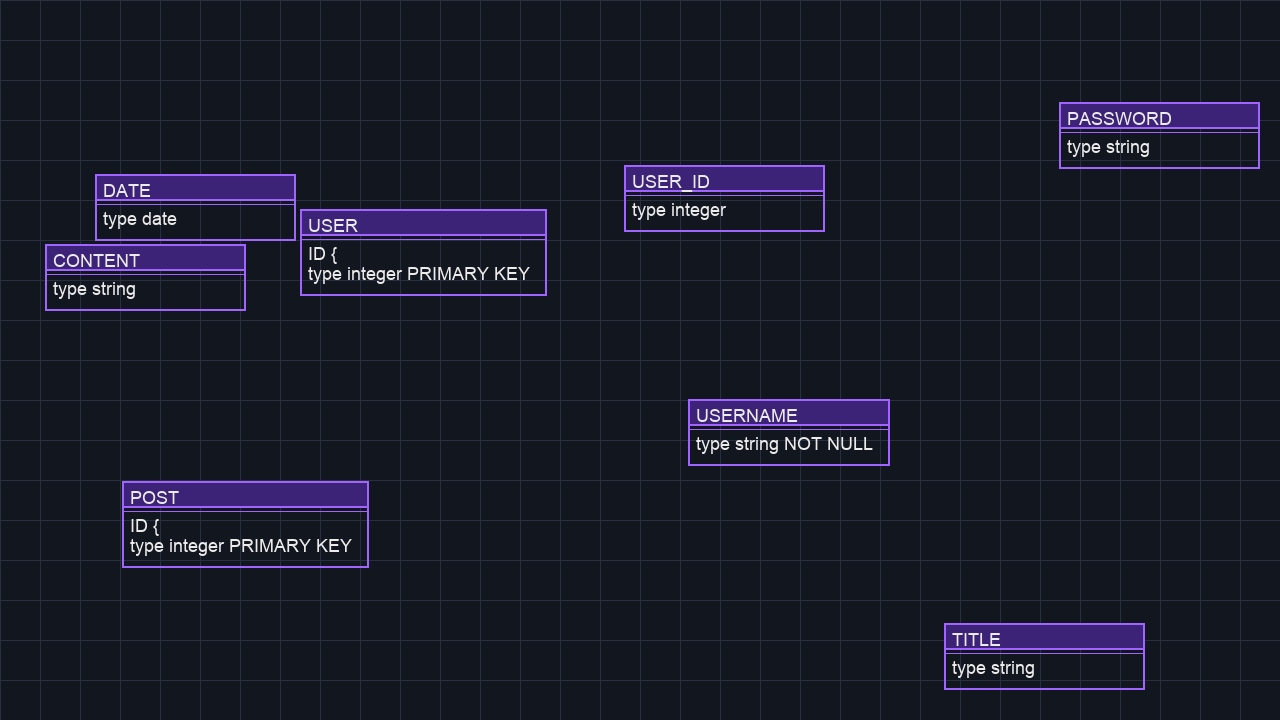 PASSWORD
type string
USER_ID
type integer
DATE
type date
USER
ID {
type integer PRIMARY KEY
CONTENT
type string
USERNAME
type string NOT NULL
POST
ID {
type integer PRIMARY KEY
TITLE
type string